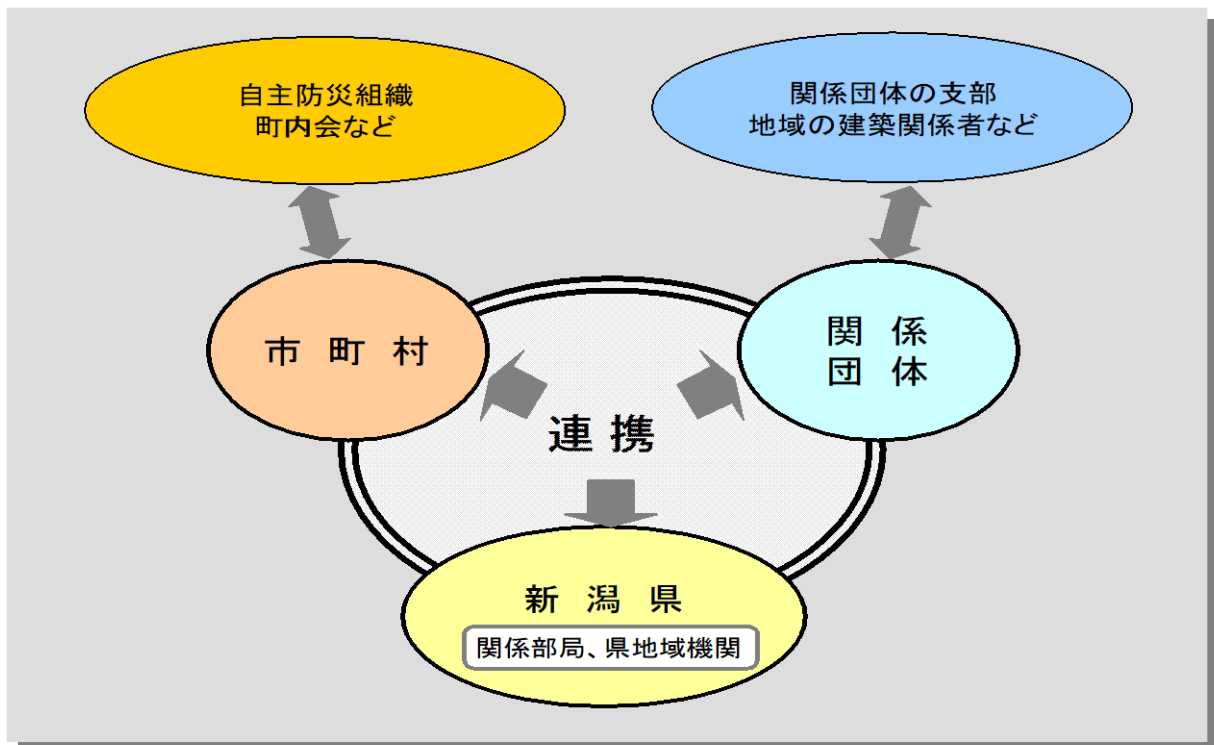 自主防災組織
町内会など
関係団体の支部
地域の建築関係者など
市 町 村
関 係
団 体
連 携
新 潟 県
関係部局、県地域機関